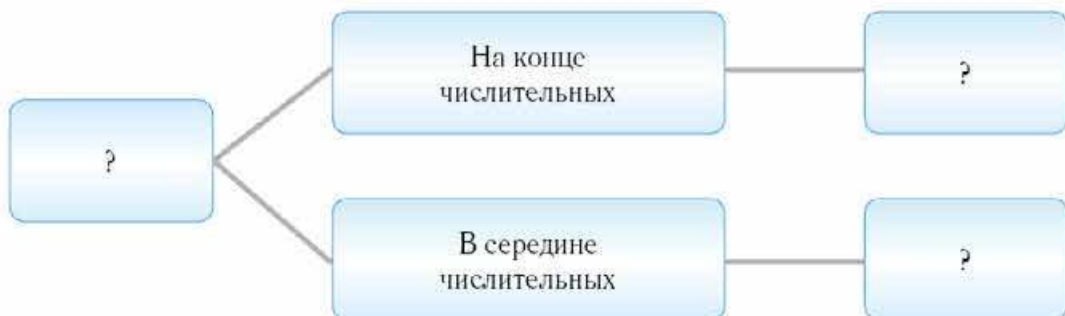 На конце
числительных
?
?
В середине
числительных
?